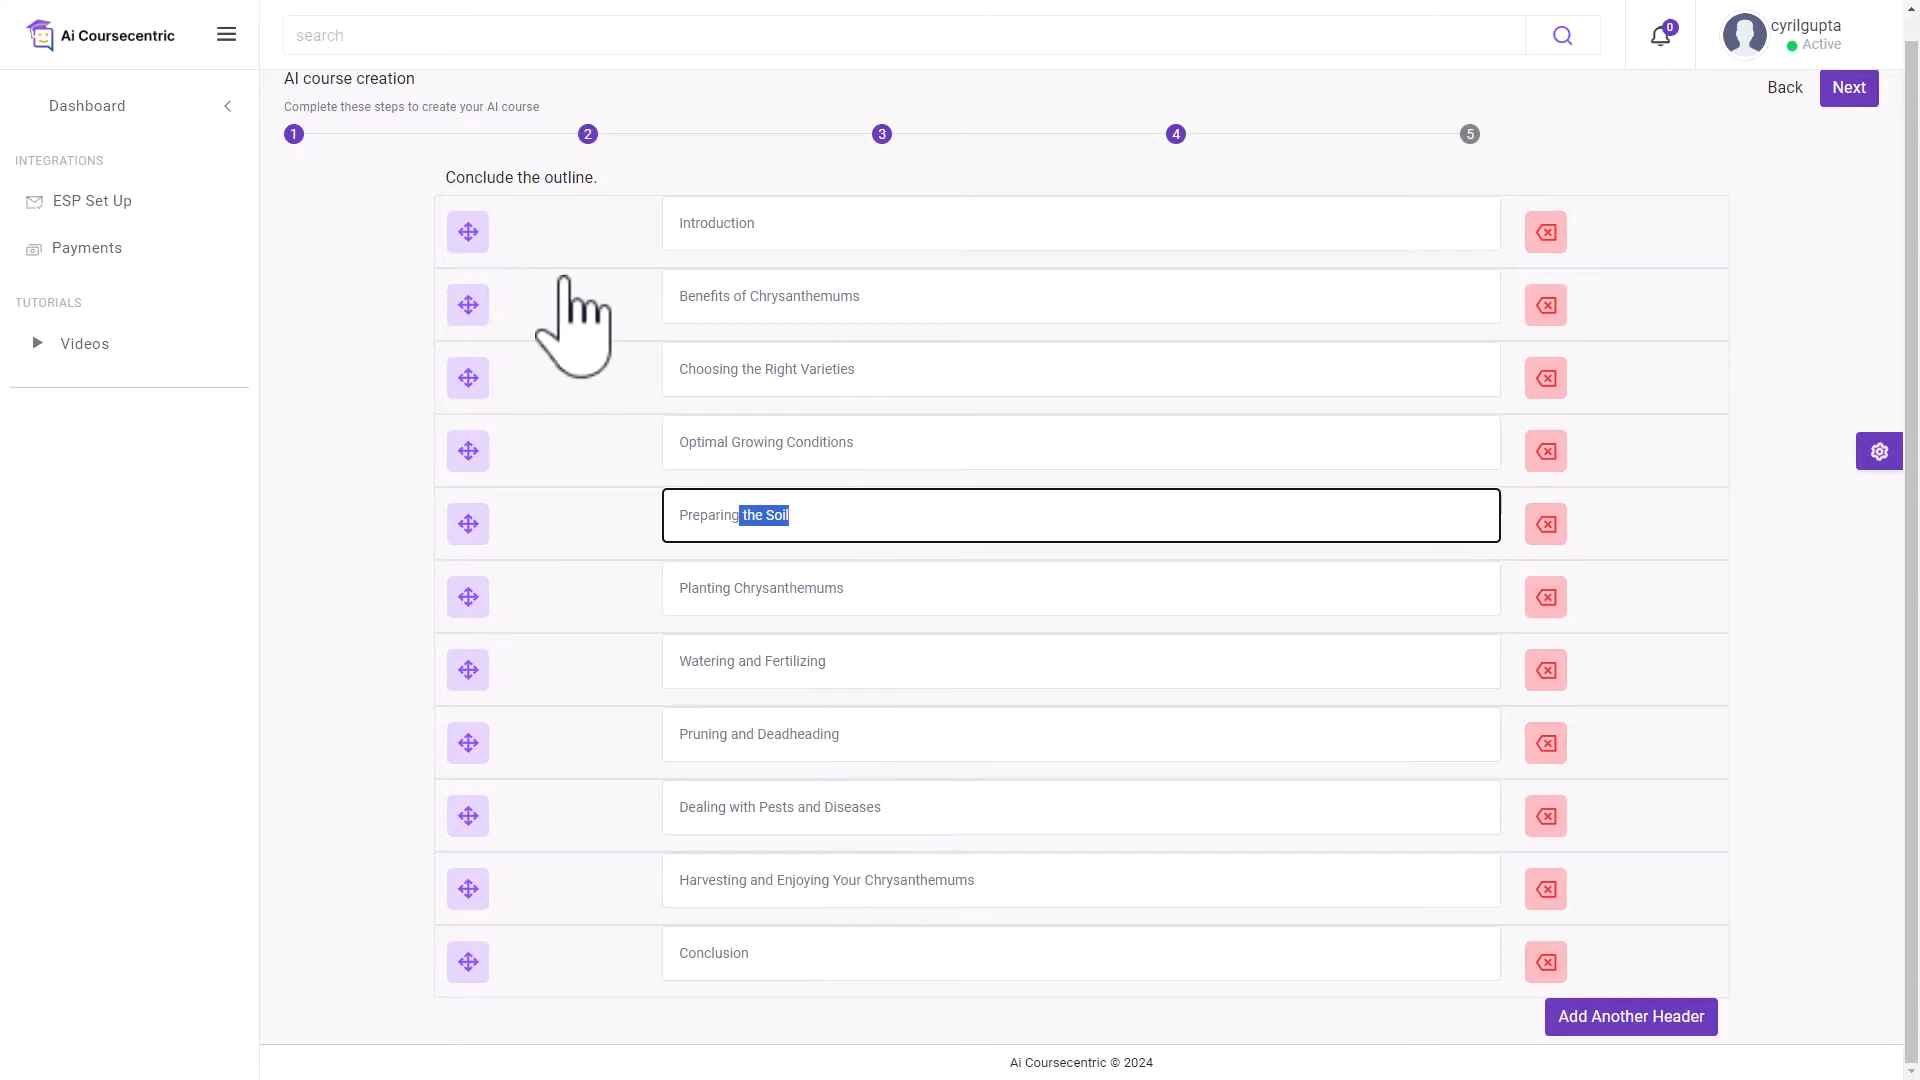 Ai Coursecentric
search
0
cyrilgupta
Active
AI course creation
Complete these steps to create your AI course
Back
Next
1
2
3
4
5
Dashboard
INTEGRATIONS
ESP Set Up
Payments
TUTORIALS
Videos
Conclude the outline.
Introduction
Benefits of Chrysanthemums
Choosing the Right Varieties
Optimal Growing Conditions
Preparing the Soil
Planting Chrysanthemums
Watering and Fertilizing
Pruning and Deadheading
Dealing with Pests and Diseases
Harvesting and Enjoying Your Chrysanthemums
Conclusion
Add Another Header
Ai Coursecentric © 2024